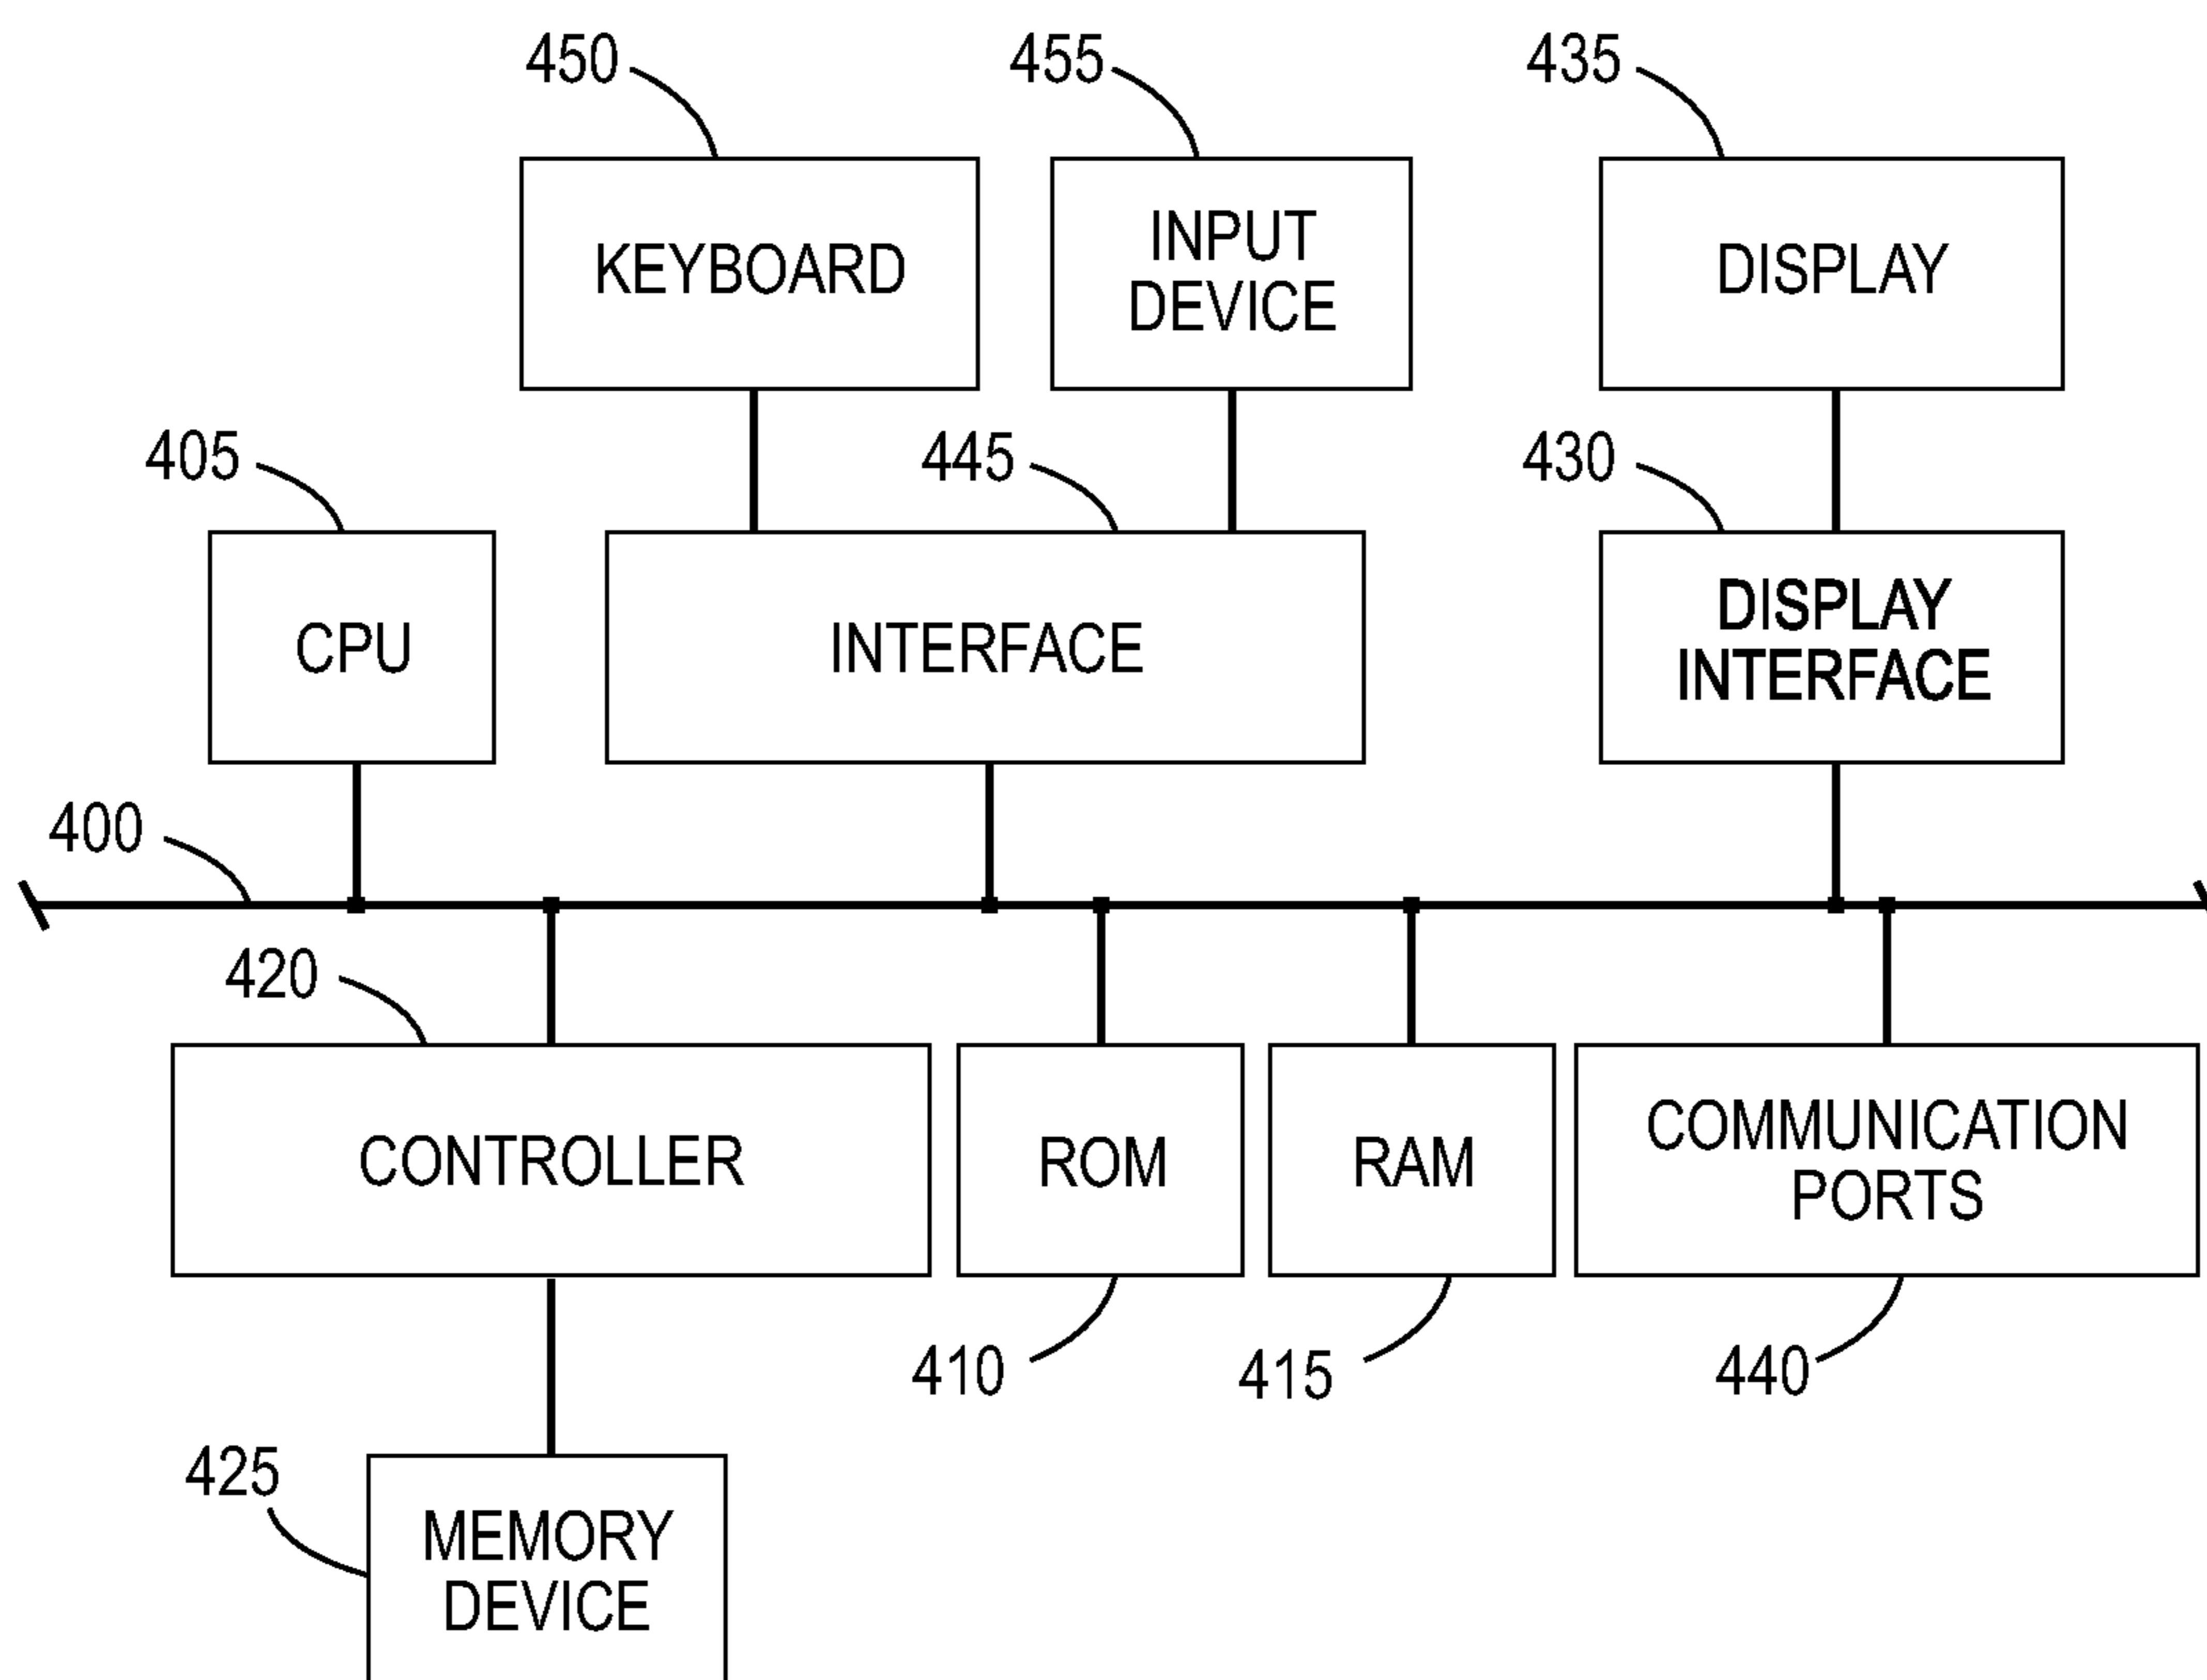 450
455
435
KEYBOARD
INPUT
DEVICE
DISPLAY
405
445
430
CPU
INTERFACE
DISPLAY
INTERFACE
400
420
CONTROLLER
ROM
RAM
COMMUNICATION
PORTS
410
415
440
425
MEMORY
DEVICE